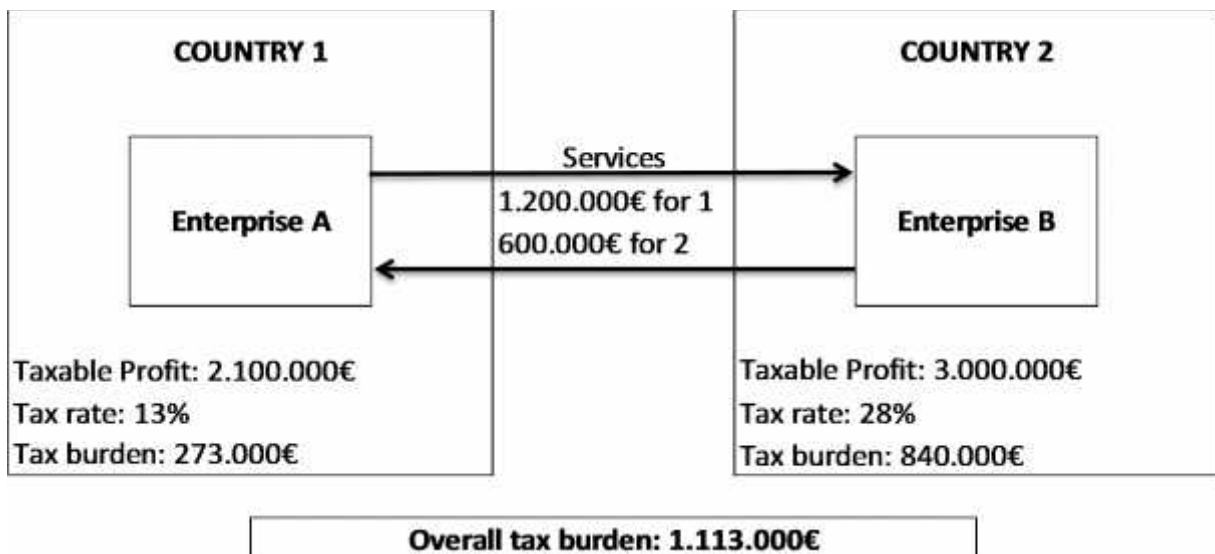 COUNTRY 1
COUNTRY 2
Services
1.200.000€ for 1
600.000€ for 2
Enterprise A
Enterprise B
Taxable Profit: 2.100.000€
Tax rate: 13%
Tax burden: 273.000€
Taxable Profit: 3.000.000€
Tax rate: 28%
Tax burden: 840.000€
Overall tax burden: 1.113.000€